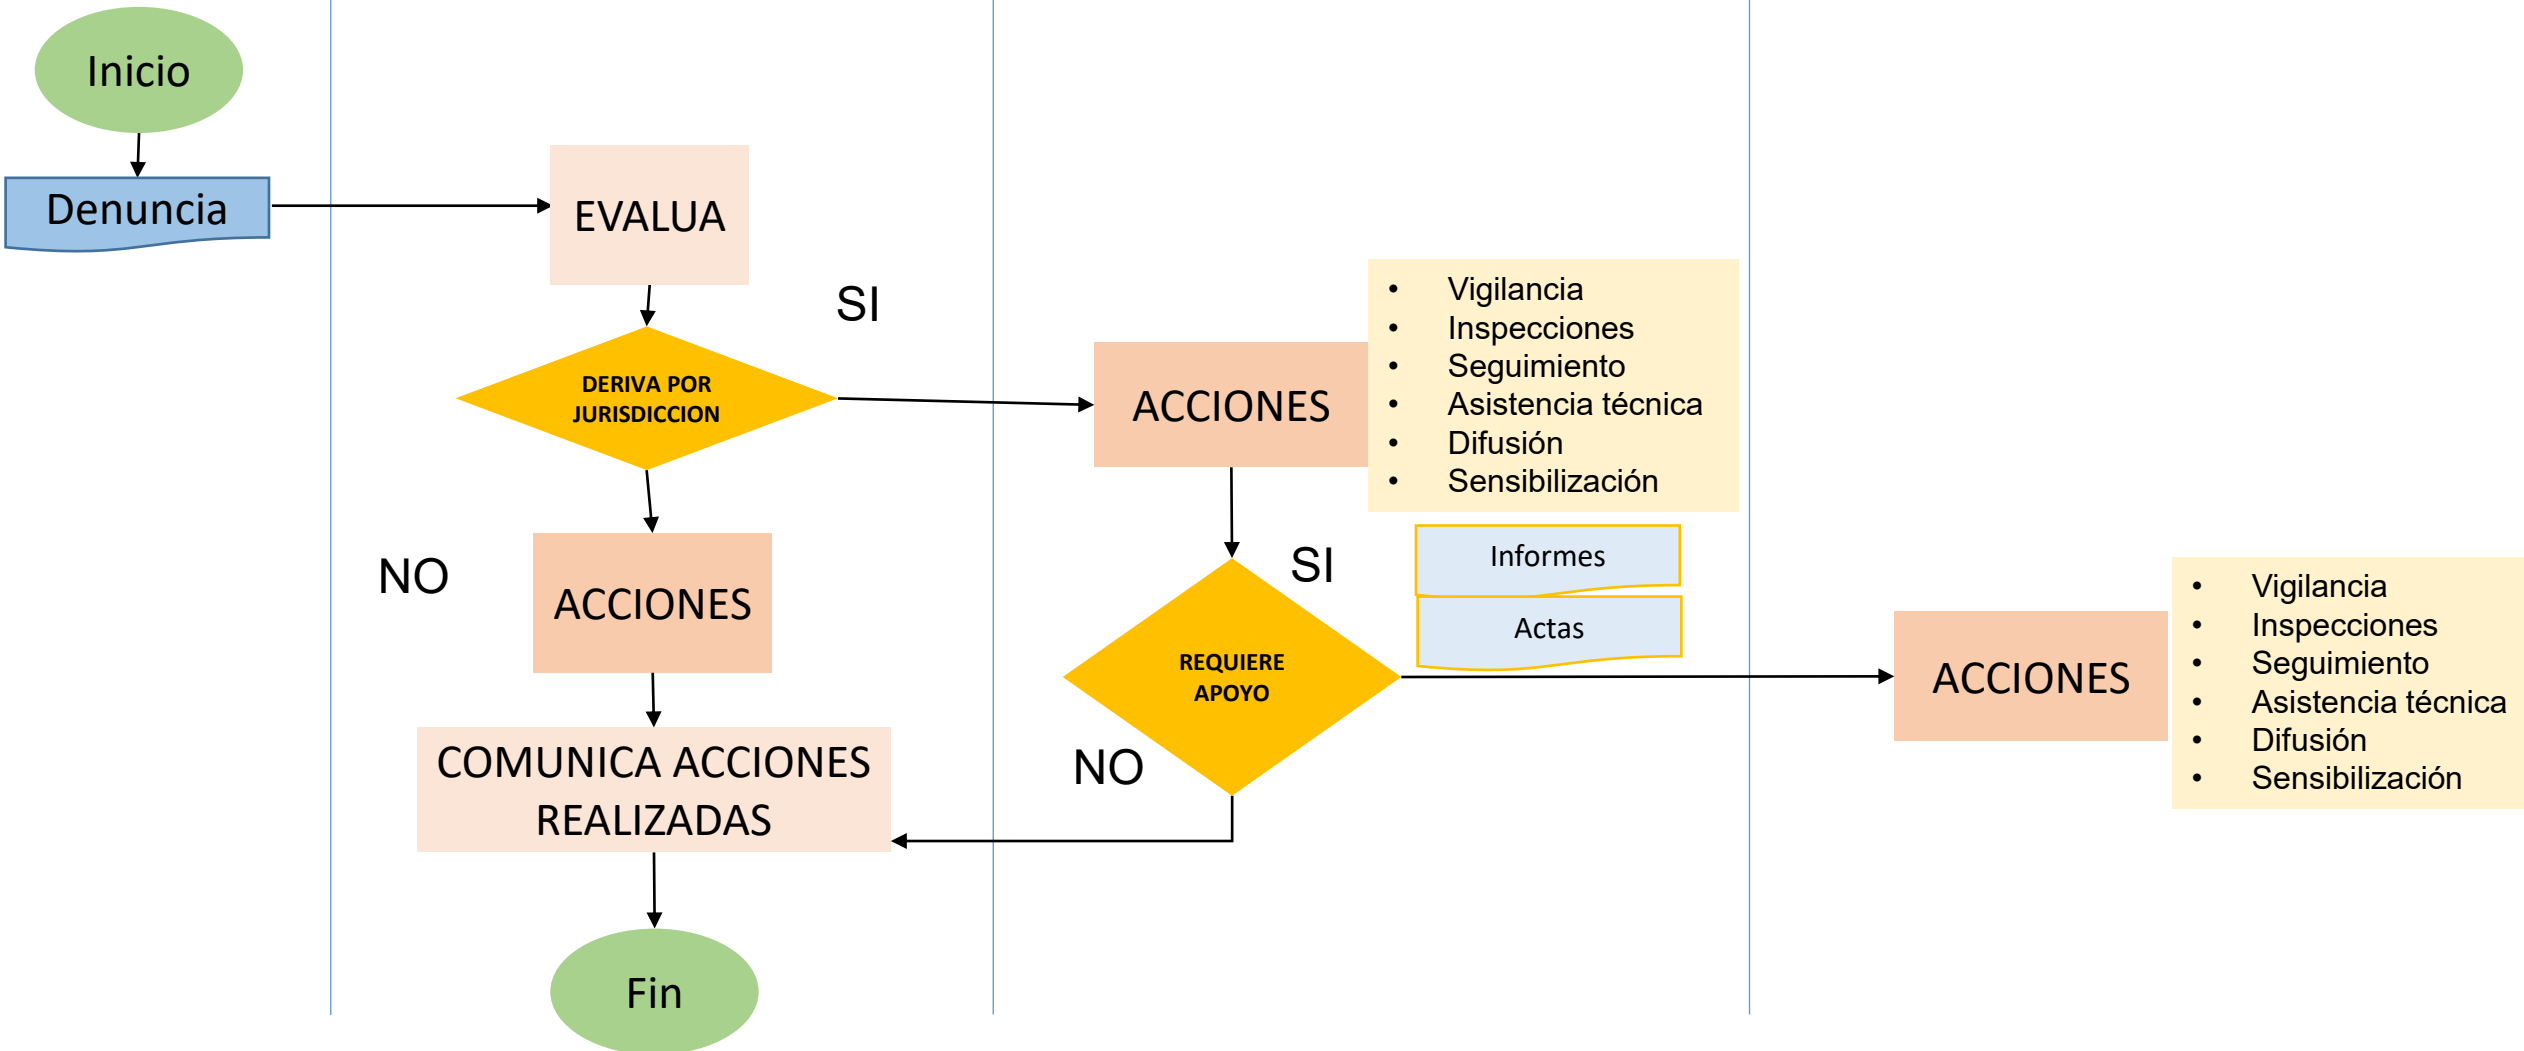 Inicio
Denuncia
EVALUA
SI
DERIVA POR
JURISDICCION
NO
ACCIONES
COMUNICA ACCIONES
REALIZADAS
Fin
ACCIONES
• Vigilancia
• Inspecciones
• Seguimiento
• Asistencia técnica
• Difusión
• Sensibilización
SI
Informes
Actas
REQUIERE
APOYO
NO
ACCIONES
• Vigilancia
• Inspecciones
• Seguimiento
• Asistencia técnica
• Difusión
• Sensibilización